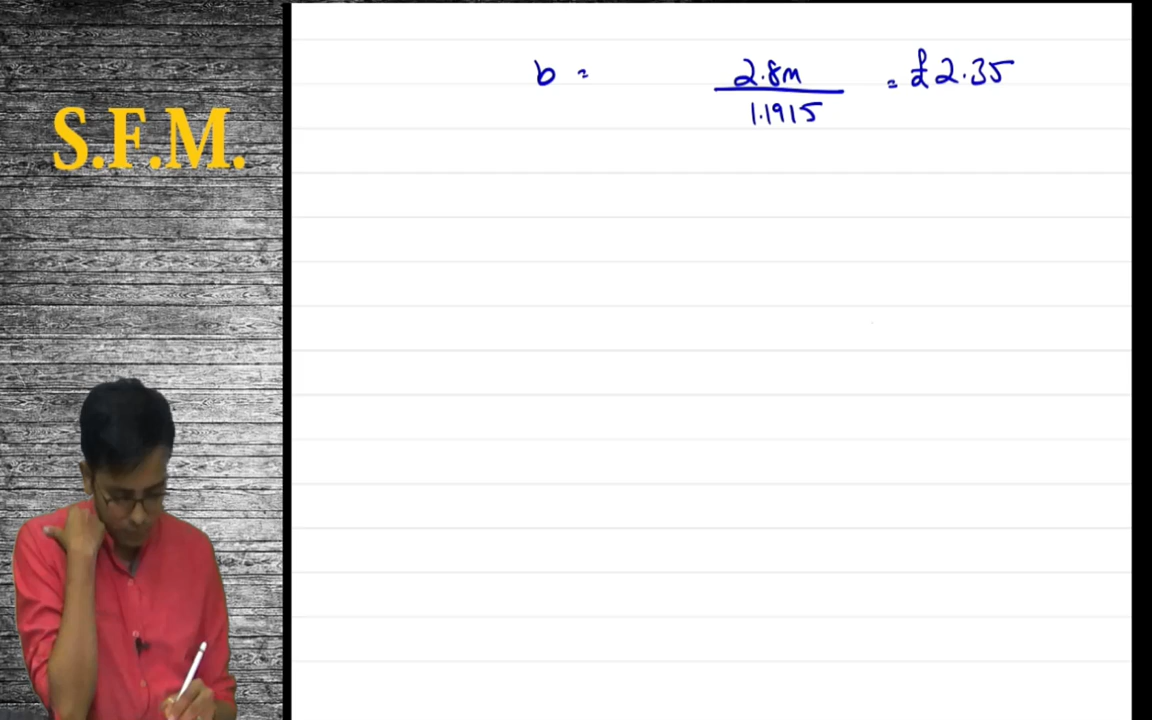 S.F.M.
b = 2.8m / 1.1915 = £2.35